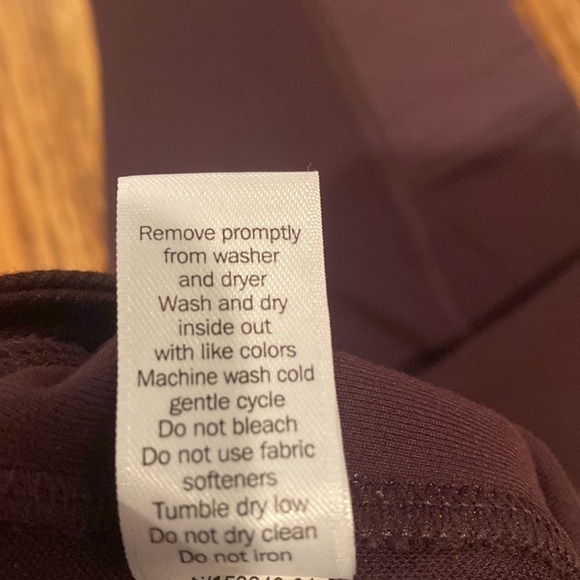 Remove promptly
from washer
and dryer
Wash and dry
inside out
with like colors
Machine wash cold
gentle cycle
Do not bleach
Do not use fabric
softeners
Tumble dry low
Do not dry clean
Do not iron